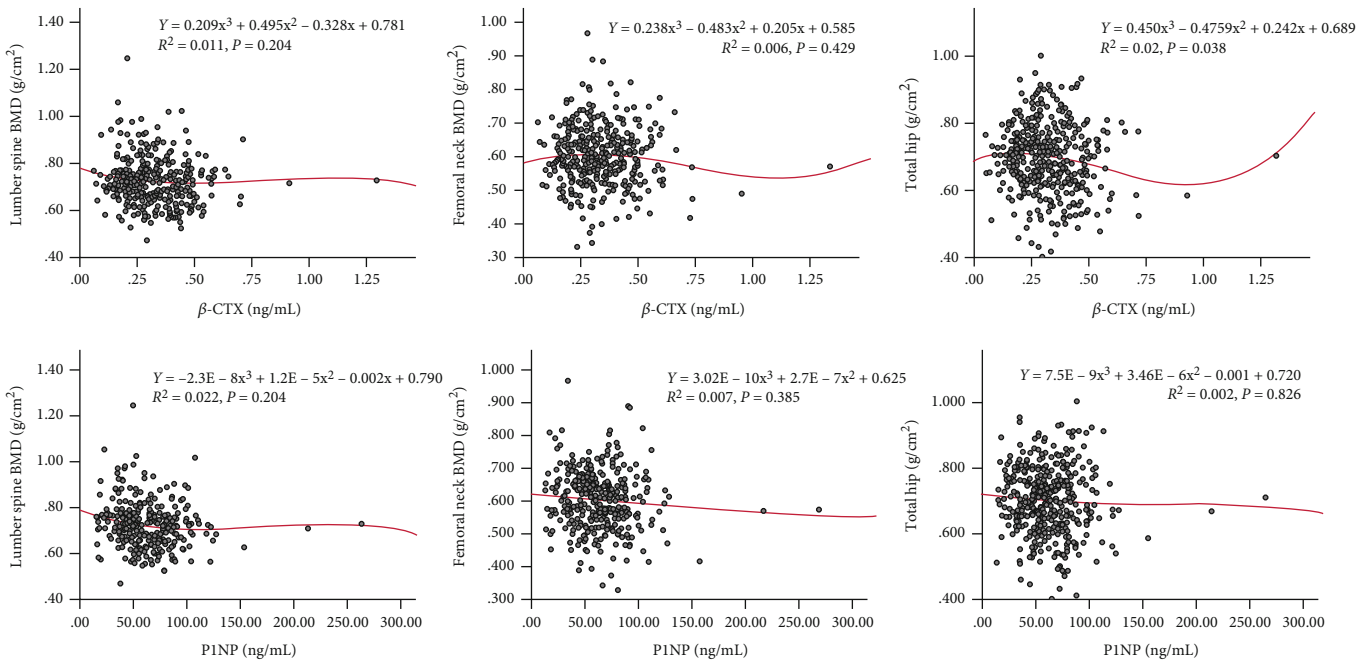 Y = 0.209x³ + 0.495x² – 0.328x + 0.781
R² = 0.011, P = 0.204
Lumber spine BMD (g/cm²)
1.40
1.20
1.00
.80
.60
.40
.00 .25 .50 .75 1.00 1.25
β-CTX (ng/mL)
Y = 0.238x³ – 0.483x² + 0.205x + 0.585
R² = 0.006, P = 0.429
Femoral neck BMD (g/cm²)
1.00
.90
.80
.70
.60
.50
.40
.30
.00 .25 .50 .75 1.00 1.25
β-CTX (ng/mL)
Y = 0.450x³ – 0.4759x² + 0.242x + 0.689
R² = 0.02, P = 0.038
Total hip (g/cm²)
1.00
.80
.60
.40
.00 .25 .50 .75 1.00 1.25
β-CTX (ng/mL)
Y = –2.3E – 8x³ + 1.2E – 5x² – 0.002x + 0.790
R² = 0.022, P = 0.204
Lumber spine BMD (g/cm²)
1.40
1.20
1.00
.80
.60
.40
.00 50.00 100.00 150.00 200.00 250.00 300.00
P1NP (ng/mL)
Y = 3.02E – 10x³ + 2.7E – 7x² + 0.625
R² = 0.007, P = 0.385
Femoral neck BMD (g/cm²)
1.000
.900
.800
.700
.600
.500
.400
.300
.00 50.00 100.00 150.00 200.00 250.00 300.00
P1NP (ng/mL)
Y = 7.5E – 9x³ + 3.46E – 6x² – 0.001 + 0.720
R² = 0.002, P = 0.826
Total hip (g/cm²)
1.000
.800
.600
.400
.00 50.00 100.00 150.00 200.00 250.00 300.00
P1NP (ng/mL)